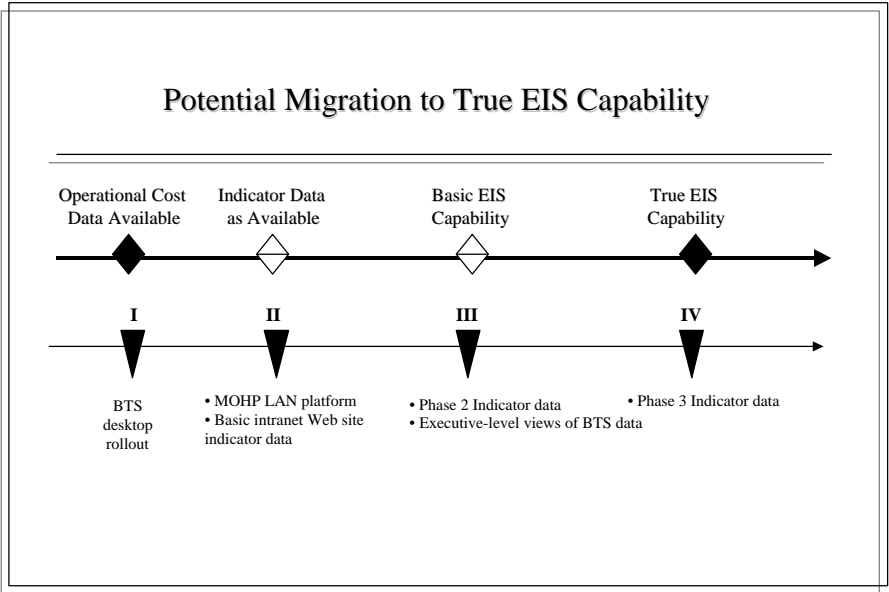 Potential Migration to True EIS Capability
Operational Cost
Data Available
Indicator Data
as Available
Basic EIS
Capability
True EIS
Capability
I
II
III
IV
BTS
desktop
rollout
• MOHP LAN platform
• Basic intranet Web site
indicator data
• Phase 2 Indicator data
• Executive-level views of BTS data
• Phase 3 Indicator data